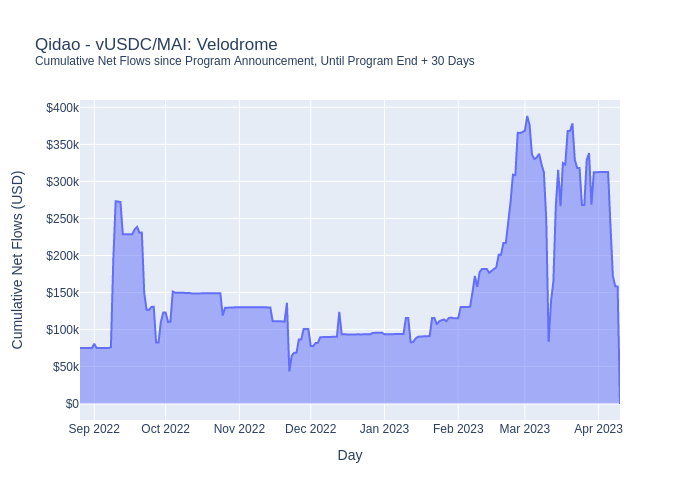 Qidao - vUSDC/MAI: Velodrome
Cumulative Net Flows since Program Announcement, Until Program End + 30 Days
Cumulative Net Flows (USD)
$400k
$350k
$300k
$250k
$200k
$150k
$100k
$50k
$0
Sep 2022 Oct 2022 Nov 2022 Dec 2022 Jan 2023 Feb 2023 Mar 2023 Apr 2023
Day